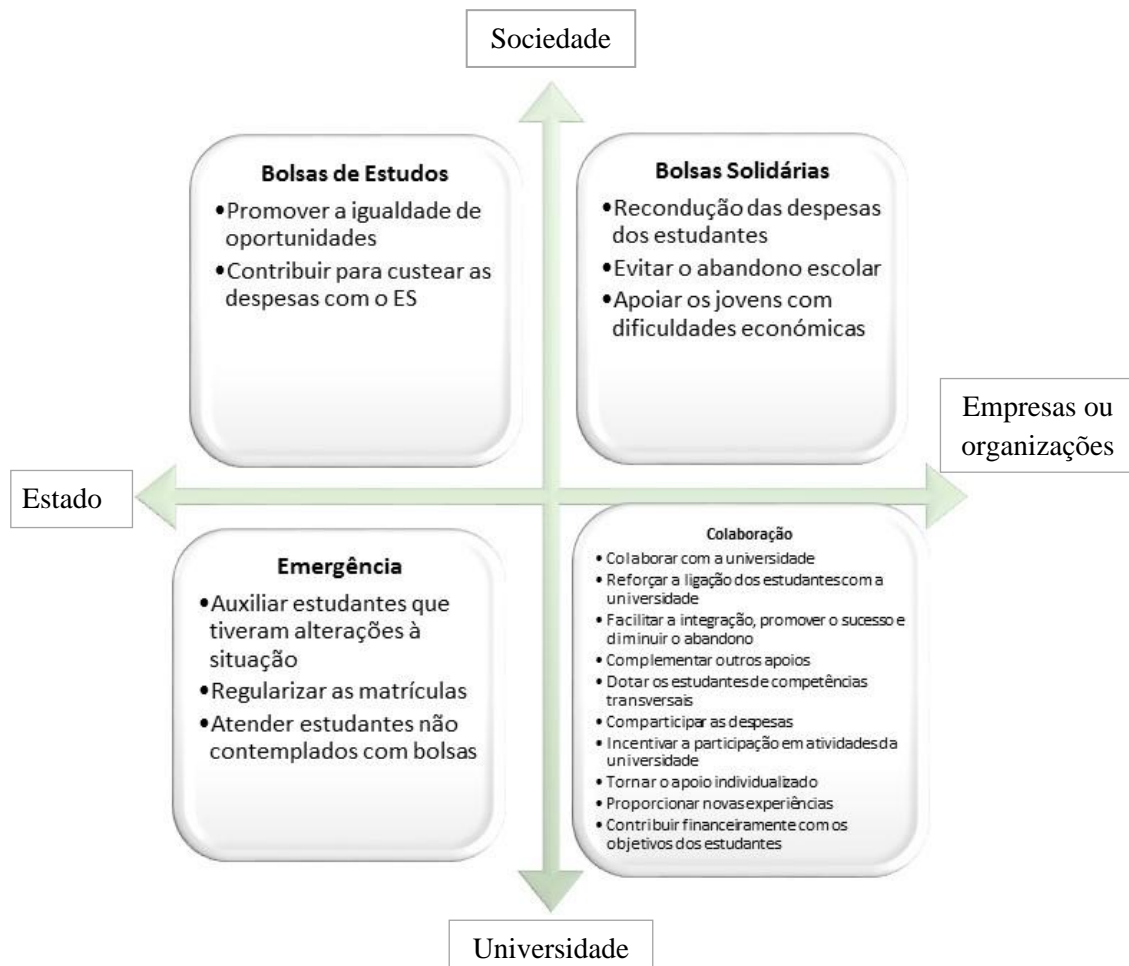 Sociedade
Bolsas de Estudos
•Promover a igualdade de
oportunidades
•Contribuir para custear as
despesas com o ES
Bolsas Solidárias
•Recondução das despesas
dos estudantes
•Evitar o abandono escolar
•Apoiar os jovens com
dificuldades económicas
Empresas ou
organizações
Estado
Emergência
•Auxiliar estudantes que
tiveram alterações à
situação
•Regularizar as matrículas
•Atender estudantes não
contemplados com bolsas
Colaboração
• Colaborar com a universidade
• Reforçar a ligação dos estudantes com a
universidade
• Facilitar a integração, promover o sucesso e
diminuir o abandono
• Complementar outros apoios
• Dotar os estudantes de competências
transversais
• Comparticipar as despesas
• Incentivar a participação em atividades da
universidade
• Tornar o apoio individualizado
• Proporcionar novas experiências
• Contribuir financeiramente com os
objetivos dos estudantes
Universidade